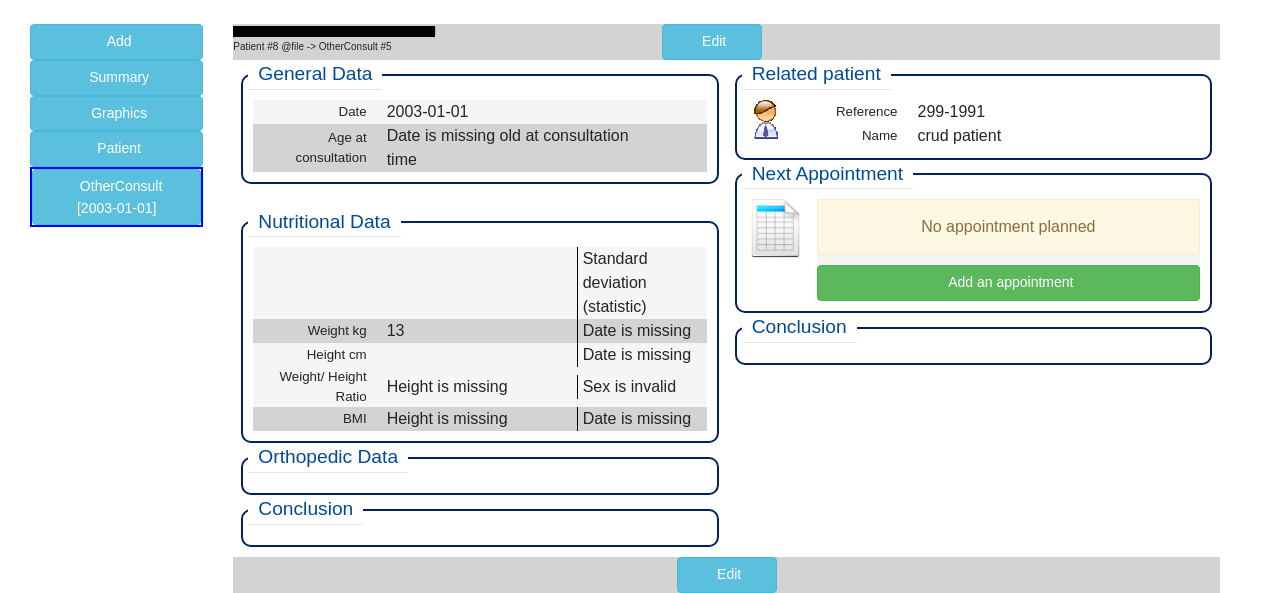 Add
Summary
Graphics
Patient
OtherConsult
[2003-01-01]
Patient #8 @file -> OtherConsult #5
Edit
General Data
Date 2003-01-01
Age at consultation Date is missing old at consultation time
Nutritional Data
Standard deviation (statistic)
Weight kg 13 Date is missing
Height cm Date is missing
Weight/ Height Ratio Height is missing Sex is invalid
BMI Height is missing Date is missing
Orthopedic Data
Conclusion
Related patient
Reference 299-1991
Name crud patient
Next Appointment
No appointment planned
Add an appointment
Conclusion
Edit